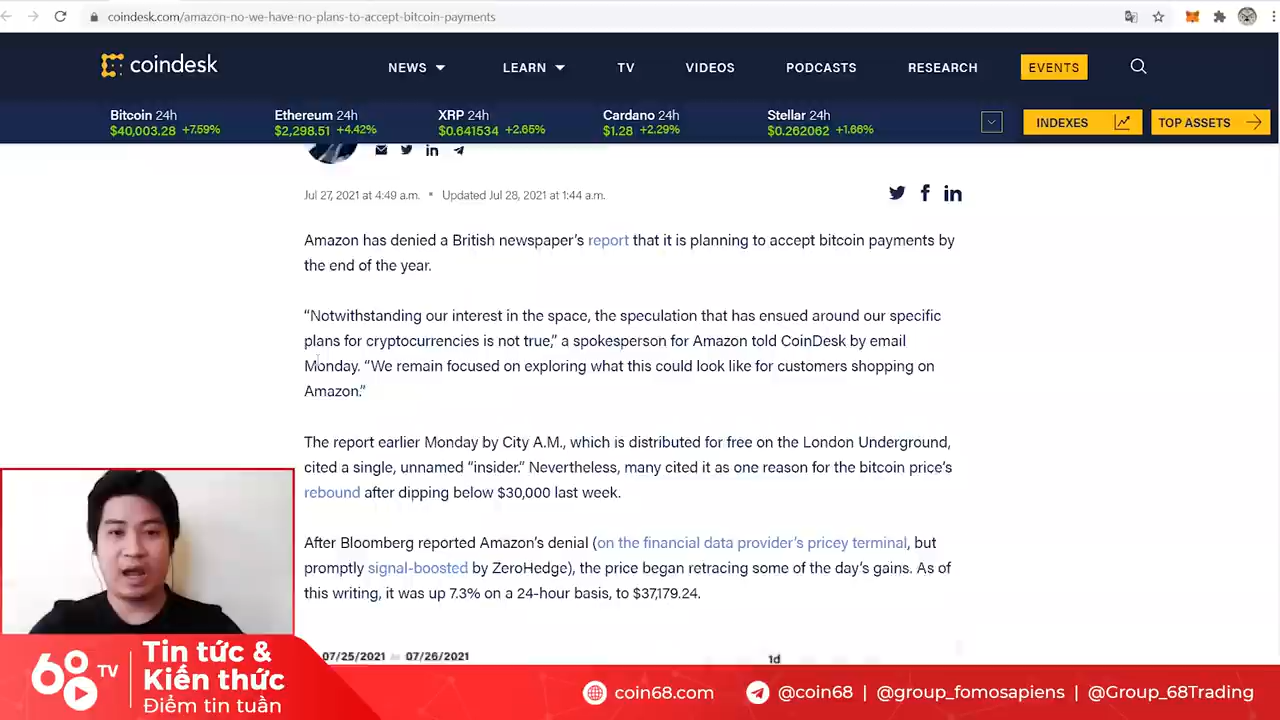 coindesk.com/amazon-no-we-have-no-plans-to-accept-bitcoin-payments
coindesk
NEWS
LEARN
TV
VIDEOS
PODCASTS
RESEARCH
EVENTS
Bitcoin 24h
$40,003.28 +7.59%
Ethereum 24h
$2,298.51 +4.42%
XRP 24h
$0.641534 +2.65%
Cardano 24h
$1.28 +2.29%
Stellar 24h
$0.262062 +1.66%
INDEXES
TOP ASSETS
Jul 27, 2021 at 4:49 a.m. • Updated Jul 28, 2021 at 1:44 a.m.
Amazon has denied a British newspaper’s report that it is planning to accept bitcoin payments by
the end of the year.
“Notwithstanding our interest in the space, the speculation that has ensued around our specific
plans for cryptocurrencies is not true,” a spokesperson for Amazon told CoinDesk by email
Monday. “We remain focused on exploring what this could look like for customers shopping on
Amazon.”
The report earlier Monday by City A.M., which is distributed for free on the London Underground,
cited a single, unnamed “insider.” Nevertheless, many cited it as one reason for the bitcoin price’s
rebound after dipping below $30,000 last week.
After Bloomberg reported Amazon’s denial (on the financial data provider’s pricey terminal, but
promptly signal-boosted by ZeroHedge), the price began retracing some of the day’s gains. As of
this writing, it was up 7.3% on a 24-hour basis, to $37,179.24.
07/25/2021 to 07/26/2021
1d
68 TV
Tin tức &
Kiến thức
Điểm tin tuần
coin68.com
@coin68 | @group_fomosapiens | @Group_68Trading